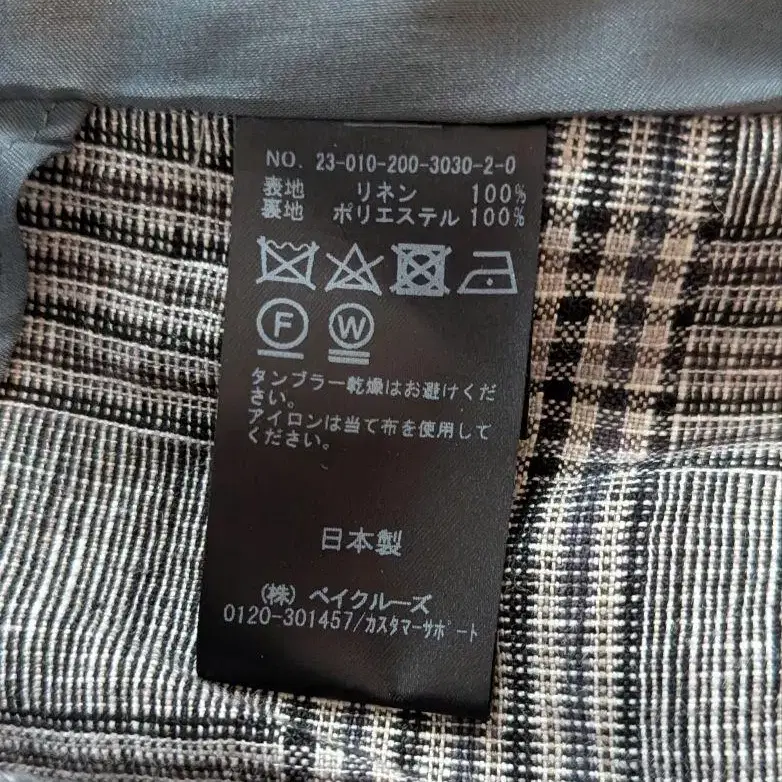 NO. 23-010-200-3030-2-0
表地 リネン 100%
裏地 ポリエステル 100%
F W
タンブラー乾燥はお避けくだ
さい。
アイロンは当て布を使用して
ください。
日本製
(株) ベイクルーズ
0120-301457/カスタマーサポート